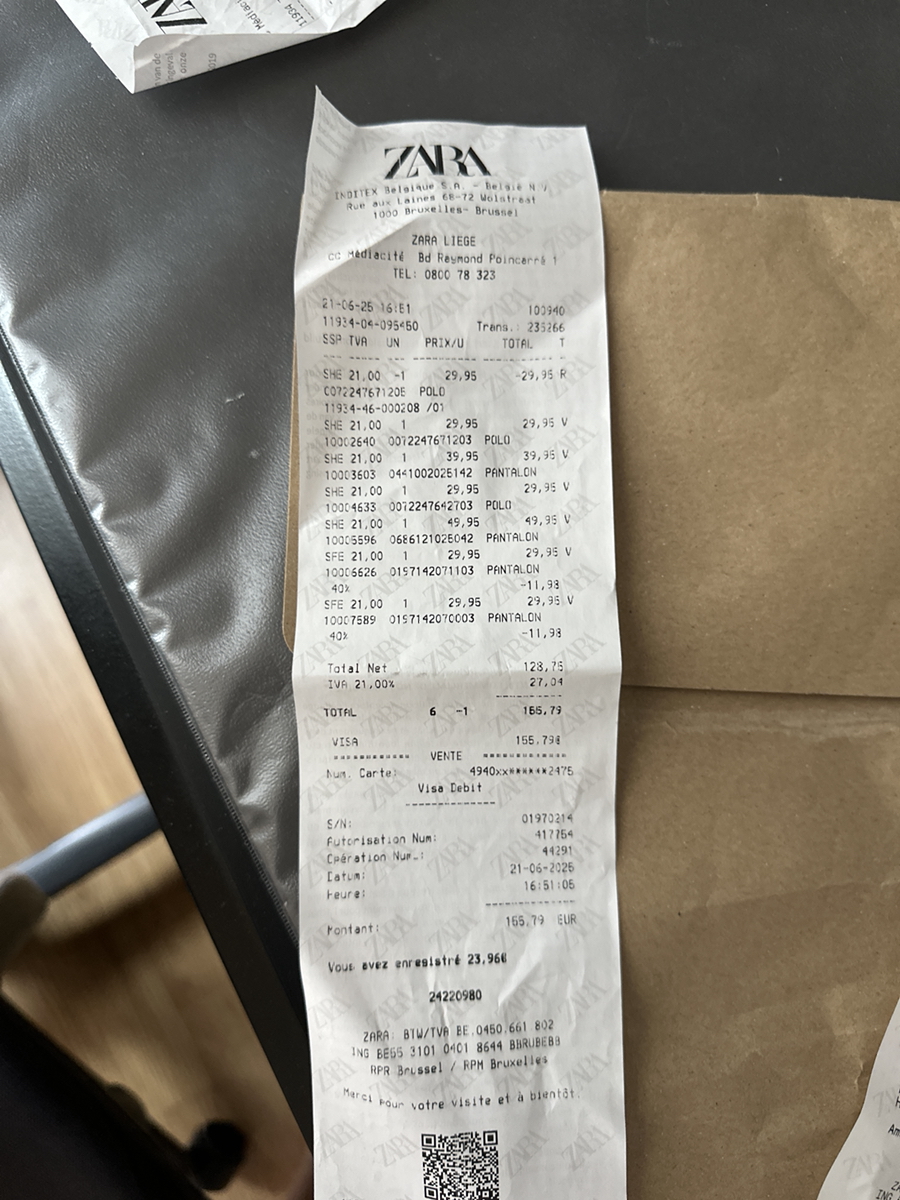 ZARA
INDITEX Belgique S.A. - België N.V
Rue aux Laines 68-72 Wolstraat
1000 Bruxelles- Brussel
ZARA LIEGE
cc Médiacité Bd Raymond Poincarré 1
TEL: 0800 78 323
21-06-25 16:51 100940
11934-04-095450 Trans.: 235266
SSP TVA UN PRIX/U TOTAL T
SHE 21,00 -1 29,95 -29,95 R
POLO
11934-46-000208 /01
SHE 21,00 1 29,95 29,95 V
10002640 0072247671203 POLO
SHE 21,00 1 39,95 39,95 V
10003603 0441002025142 PANTALON
SHE 21,00 1 29,95 29,95 V
10004633 0072247642703 POLO
SHE 21,00 1 49,95 49,95 V
10005596 0686121025042 PANTALON
SFE 21,00 1 29,95 29,95 V
10006626 0197142071103 PANTALON
40% -11,98
SFE 21,00 1 29,95 29,95 V
10007589 0197142070003 PANTALON
40% -11,98
Total Net 128,75
IVA 21,00% 27,04
TOTAL 6 -1 155,79
VISA 155,79€
VENTE
Num. Carte: 4940xx******2475
Visa Debit
S/N: 01970214
Autorisation Num: 417754
Opération Num.: 44291
Datum: 21-06-2025
Heure: 16:51:05
Montant: 155,79 EUR
Vous avez enregistré 23,96€
24220980
ZARA: BTW/TVA BE.0450.661 802
ING BE55 3101 0401 8644 BBRUBEBB
RPR Brussel / RPM Bruxelles
Merci pour votre visite et à bientôt.